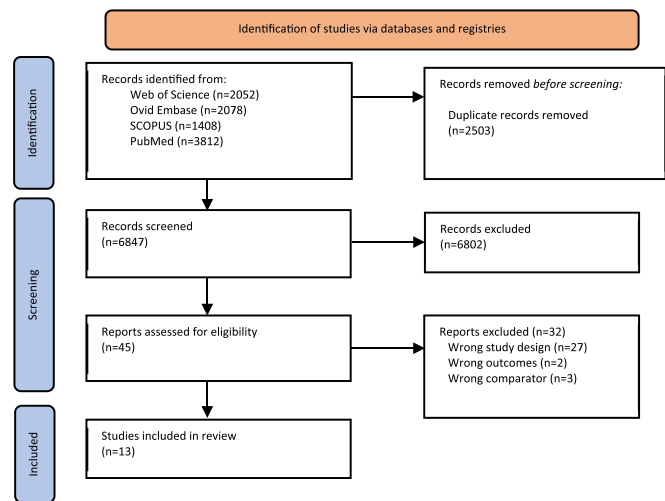 Identification of studies via databases and registries
Identification
Records identified from:
Web of Science (n=2052)
Ovid Embase (n=2078)
SCOPUS (n=1408)
PubMed (n=3812)
Records removed before screening:
Duplicate records removed
(n=2503)
Screening
Records screened
(n=6847)
Records excluded
(n=6802)
Reports assessed for eligibility
(n=45)
Reports excluded (n=32)
Wrong study design (n=27)
Wrong outcomes (n=2)
Wrong comparator (n=3)
Included
Studies included in review
(n=13)